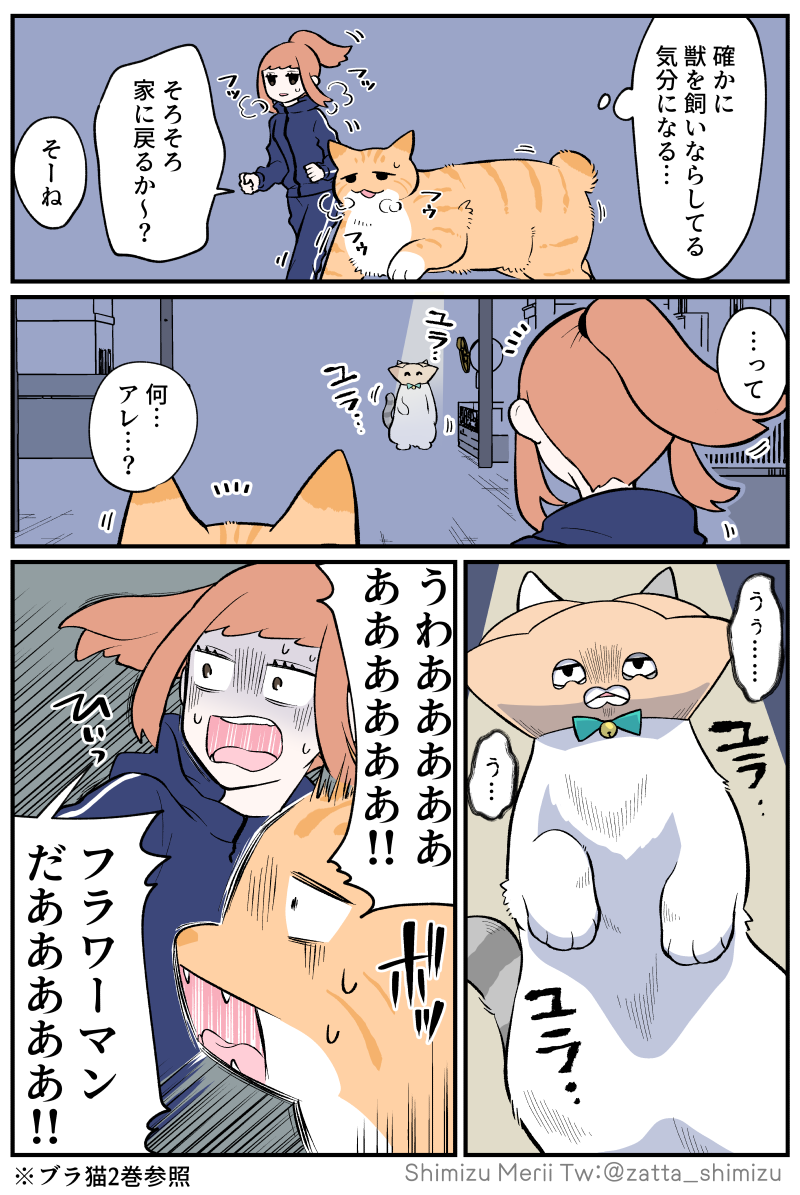 確かに
獣を飼いならしてる
気分になる…
フッ
フッ
フゥ
フゥ
そろそろ
家に戻るか〜?
そーね
…って
ユラ…
ユラ…
何…
アレ…?
うぅ……
う…
ユラ…
ユラ…
うわああああああ
あああああああ!!
ひぃっ
ボッ
フラワーマン
だああああああ!!
※ブラ猫2巻参照
Shimizu Merii Tw:@zatta_shimizu